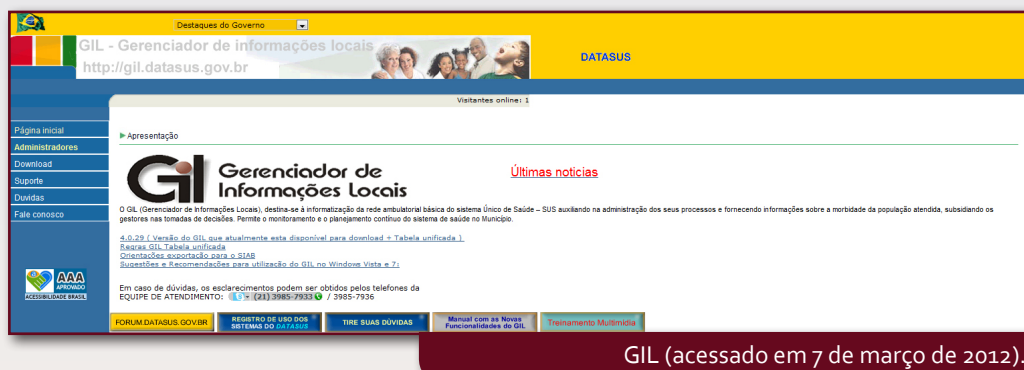 Destaques do Governo
GIL - Gerenciador de informações locais
http://gil.datasus.gov.br
DATASUS
Visitantes online: 1
Página inicial
Administradores
Download
Suporte
Duvidas
Fale conosco
Apresentação
Gil Gerenciador de
Informações Locais
Últimas noticias
O GIL (Gerenciador de Informações Locais), destina-se à informatização da rede ambulatorial básica do sistema Único de Saúde – SUS auxiliando na administração dos seus processos e fornecendo informações sobre a morbidade da população atendida, subsidiando os
gestores nas tomadas de decisões. Permite o monitoramento e o planejamento contínuo do sistema de saúde no Município.
4.0.29 ( Versão do GIL que atualmente esta disponível para download + Tabela unificada )
Regras GIL Tabela unificada
Orientações exportação para o SIAB
Sugestões e Recomendações para utilização do GIL no Windows Vista e 7:
AAA
APROVADO
ACESSIBILIDADE BRASIL
Em caso de dúvidas, os esclarecimentos podem ser obtidos pelos telefones da
EQUIPE DE ATENDIMENTO: (21) 3985-7933 / 3985-7936
FORUM.DATASUS.GOV.BR
REGISTRO DE USO DOS
SISTEMAS DO DATASUS
TIRE SUAS DÚVIDAS
Manual com as Novas
Funcionalidades do GIL
Treinamento Multimídia
GIL (acessado em 7 de março de 2012).